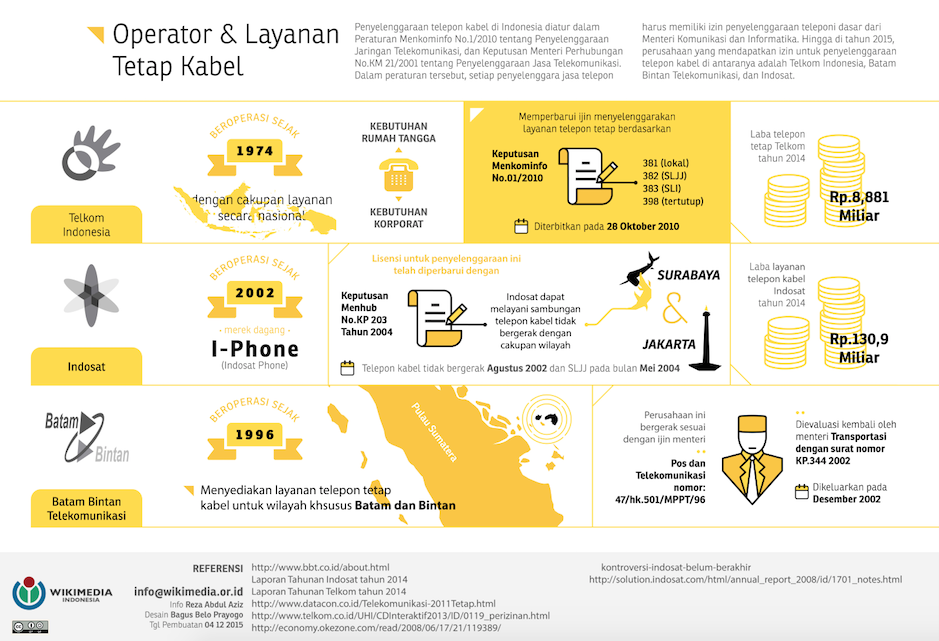 Operator & Layanan
Tetap Kabel
Penyelenggaraan telepon kabel di Indonesia diatur dalam
Peraturan Menkominfo No.1/2010 tentang Penyelenggaraan
Jaringan Telekomunikasi, dan Keputusan Menteri Perhubungan
No.KM 21/2001 tentang Penyelenggaraan Jasa Telekomunikasi.
Dalam peraturan tersebut, setiap penyelenggara jasa telepon
harus memiliki izin penyelenggaraan teleponi dasar dari
Menteri Komunikasi dan Informatika. Hingga di tahun 2015,
perusahaan yang mendapatkan izin untuk penyelenggaraan
telepon kabel di antaranya adalah Telkom Indonesia, Batam
Bintan Telekomunikasi, dan Indosat.
Telkom
Indonesia
BEROPERASI SEJAK
1974
dengan cakupan layanan
secara nasional
KEBUTUHAN
RUMAH TANGGA
KEBUTUHAN
KORPORAT
Memperbarui ijin menyelenggarakan
layanan telepon tetap berdasarkan
Keputusan
Menkominfo
No.01/2010
381 (lokal)
382 (SLJJ)
383 (SLI)
398 (tertutup)
Diterbitkan pada 28 Oktober 2010
Laba telepon
tetap Telkom
tahun 2014
Rp.8,881
Miliar
Indosat
BEROPERASI SEJAK
2002
merek dagang
I-Phone
(Indosat Phone)
Lisensi untuk penyelenggaraan ini
telah diperbarui dengan
Keputusan
Menhub
No.KP 203
Tahun 2004
Indosat dapat
melayani sambungan
telepon kabel tidak
bergerak dengan
cakupan wilayah
SURABAYA
&
JAKARTA
Telepon kabel tidak bergerak Agustus 2002 dan SLJJ pada bulan Mei 2004
Laba layanan
telepon kabel
Indosat
tahun 2014
Rp.130,9
Miliar
Batam
Bintan
Batam Bintan
Telekomunikasi
BEROPERASI SEJAK
1996
Menyediakan layanan telepon tetap
kabel untuk wilayah khsusus Batam dan Bintan
Pulau Sumatera
Perusahaan ini
bergerak sesuai
dengan ijin menteri
Pos dan
Telekomunikasi
nomor:
47/hk.501/MPPT/96
Dievaluasi kembali oleh
menteri Transportasi
dengan surat nomor
KP.344 2002
Dikeluarkan pada
Desember 2002
WIKIMEDIA
INDONESIA
REFERENSI
info@wikimedia.or.id
Info Reza Abdul Aziz
Desain Bagus Belo Prayogo
Tgl Pembuatan 04 12 2015
http://www.bbt.co.id/about.html
Laporan Tahunan Indosat tahun 2014
Laporan Tahunan Telkom tahun 2014
http://www.datacon.co.id/Telekomunikasi-2011Tetap.html
http://www.telkom.co.id/UHI/CDInteraktif2013/ID/0119_perizinan.html
http://economy.okezone.com/read/2008/06/17/21/119389/
kontroversi-indosat-belum-berakhir
http://solution.indosat.com/html/annual_report_2008/id/1701_notes.html